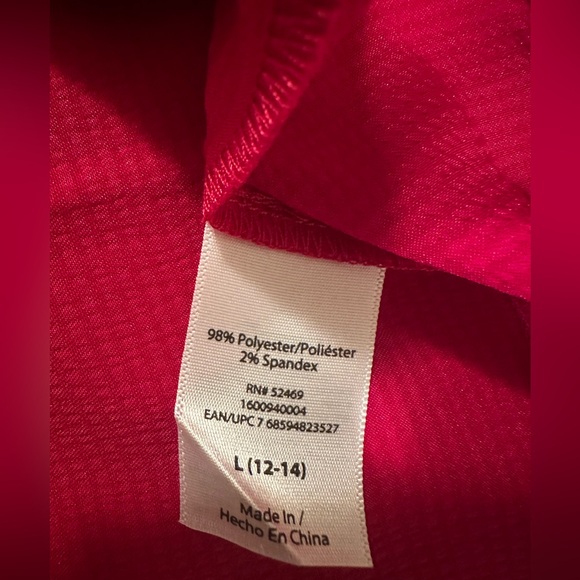 98% Polyester/Poliéster
2% Spandex
RN# 52469
1600940004
EAN/UPC 7 68594823527
L (12-14)
Made In /
Hecho En China